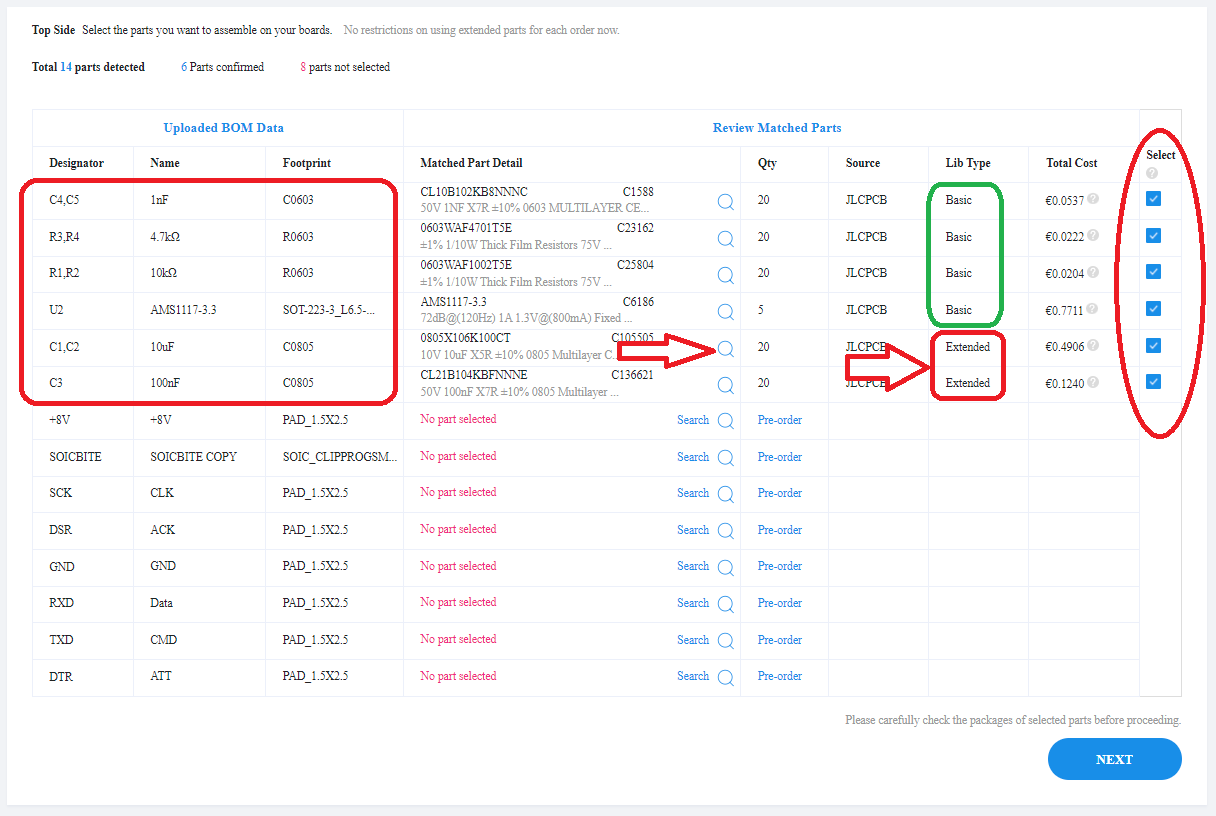 Top Side Select the parts you want to assemble on your boards. No restrictions on using extended parts for each order now.
Total 14 parts detected 6 Parts confirmed 8 parts not selected
Uploaded BOM Data Review Matched Parts
Designator Name Footprint Matched Part Detail Qty Source Lib Type Total Cost Select
C4,C5 1nF C0603 CL10B102KB8NNNC C1588 20 JLCPCB Basic €0.0537
50V 1NF X7R ±10% 0603 MULTILAYER CE...
R3,R4 4.7kΩ R0603 0603WAF4701T5E C23162 20 JLCPCB Basic €0.0222
±1% 1/10W Thick Film Resistors 75V ...
R1,R2 10kΩ R0603 0603WAF1002T5E C25804 20 JLCPCB Basic €0.0204
±1% 1/10W Thick Film Resistors 75V ...
U2 AMS1117-3.3 SOT-223-3_L6.5-... AMS1117-3.3 C6186 5 JLCPCB Basic €0.7711
72dB@(120Hz) 1A 1.3V@(800mA) Fixed ...
C1,C2 10uF C0805 0805X106K100CT C105505 20 JLCPCB Extended €0.4906
10V 10uF X5R ±10% 0805 Multilayer C...
C3 100nF C0805 CL21B104KBFNNNE C136621 20 JLCPCB Extended €0.1240
50V 100nF X7R ±10% 0805 Multilayer ...
+8V +8V PAD_1.5X2.5 No part selected Search Pre-order
SOICBITE SOICBITE COPY SOIC_CLIPPROGSM... No part selected Search Pre-order
SCK CLK PAD_1.5X2.5 No part selected Search Pre-order
DSR ACK PAD_1.5X2.5 No part selected Search Pre-order
GND GND PAD_1.5X2.5 No part selected Search Pre-order
RXD Data PAD_1.5X2.5 No part selected Search Pre-order
TXD CMD PAD_1.5X2.5 No part selected Search Pre-order
DTR ATT PAD_1.5X2.5 No part selected Search Pre-order
Please carefully check the packages of selected parts before proceeding.
NEXT